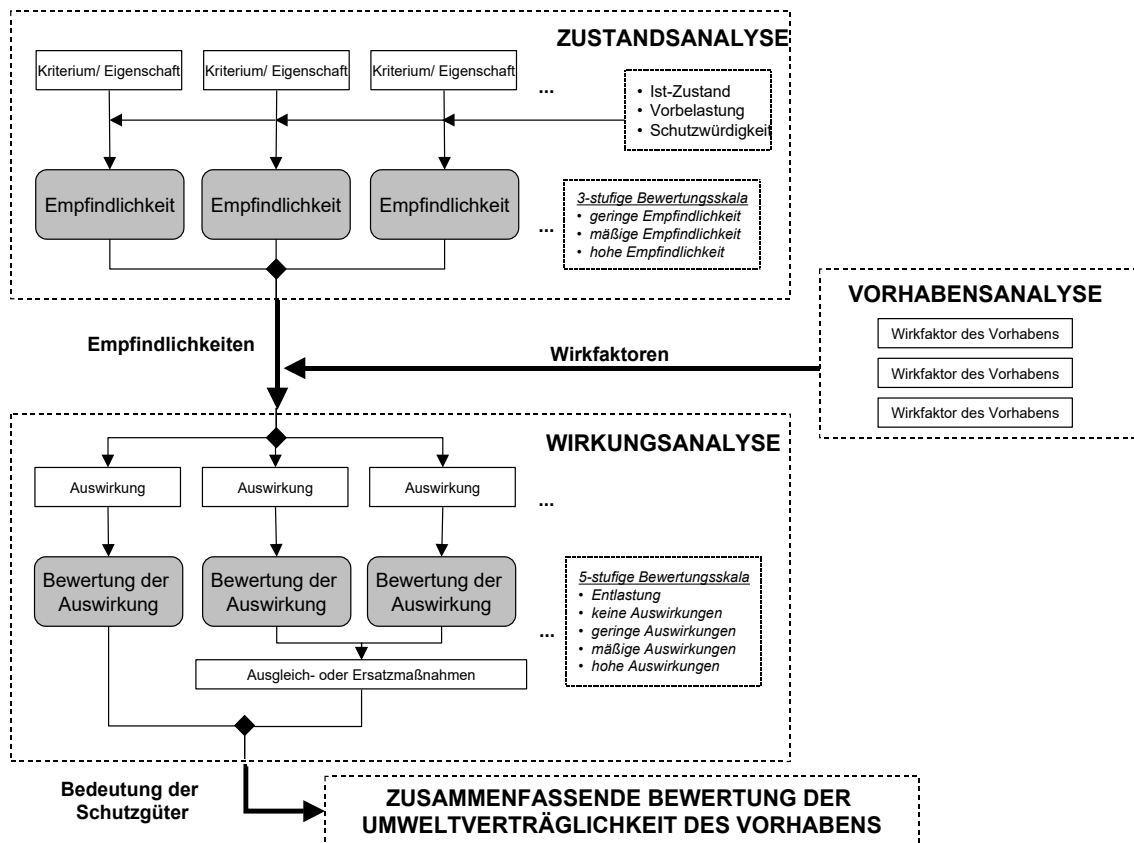 ZUSTANDSANALYSE
Kriterium/ Eigenschaft
Kriterium/ Eigenschaft
Kriterium/ Eigenschaft
...
• Ist-Zustand
• Vorbelastung
• Schutzwürdigkeit
Empfindlichkeit
Empfindlichkeit
Empfindlichkeit
...
3-stufige Bewertungsskala
• geringe Empfindlichkeit
• mäßige Empfindlichkeit
• hohe Empfindlichkeit
VORHABENSANALYSE
Wirkfaktor des Vorhabens
Wirkfaktor des Vorhabens
Wirkfaktor des Vorhabens
Empfindlichkeiten
Wirkfaktoren
WIRKUNGSANALYSE
Auswirkung
Auswirkung
Auswirkung
...
Bewertung der
Auswirkung
Bewertung der
Auswirkung
Bewertung der
Auswirkung
...
5-stufige Bewertungsskala
• Entlastung
• keine Auswirkungen
• geringe Auswirkungen
• mäßige Auswirkungen
• hohe Auswirkungen
Ausgleich- oder Ersatzmaßnahmen
Bedeutung der
Schutzgüter
ZUSAMMENFASSENDE BEWERTUNG DER
UMWELTVERTRÄGLICHKEIT DES VORHABENS